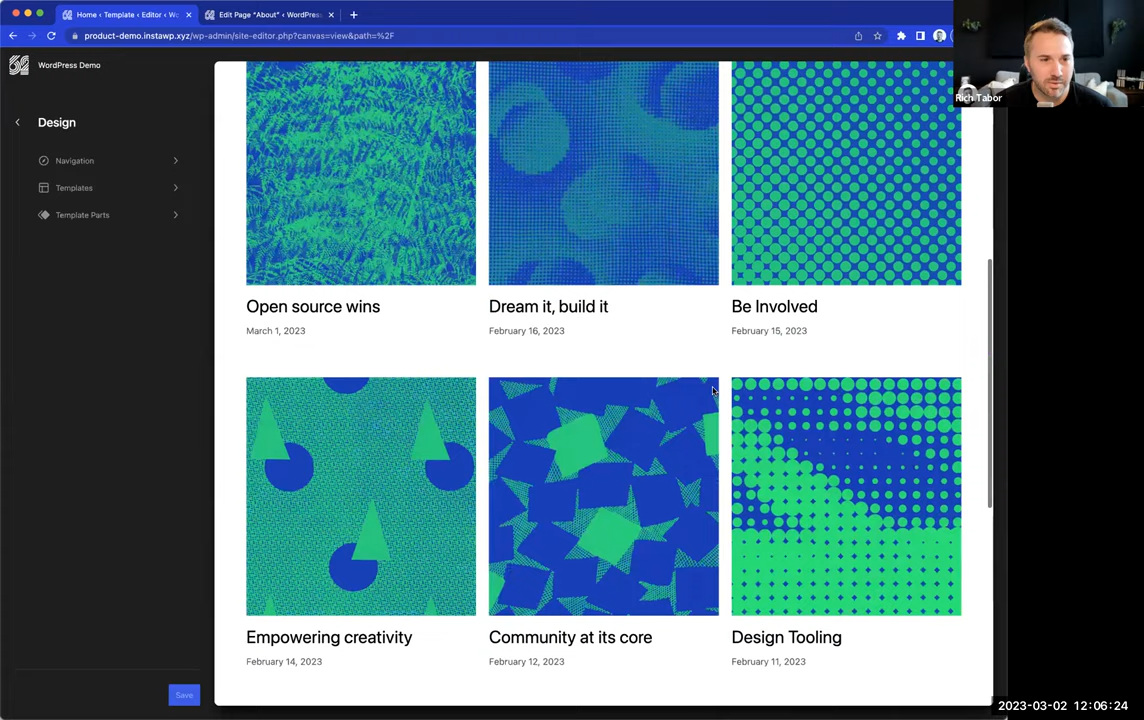 Home ‹ Template ‹ Editor ‹ Wo
Edit Page "About" ‹ WordPress
product-demo.instawp.xyz/wp-admin/site-editor.php?canvas=view&path=%2F
WordPress Demo
Rich Tabor
Design
Navigation
Templates
Template Parts
Open source wins
Dream it, build it
Be Involved
March 1, 2023
February 16, 2023
February 15, 2023
Empowering creativity
Community at its core
Design Tooling
February 14, 2023
February 12, 2023
February 11, 2023
Save
2023-03-02 12:06:24